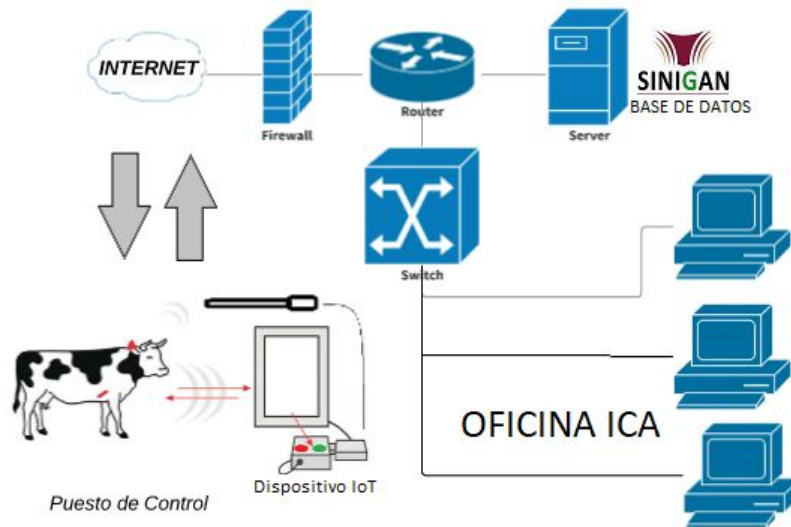 INTERNET
Firewall
Router
Server
SINIGAN
BASE DE DATOS
Switch
OFICINA ICA
Dispositivo IoT
Puesto de Control